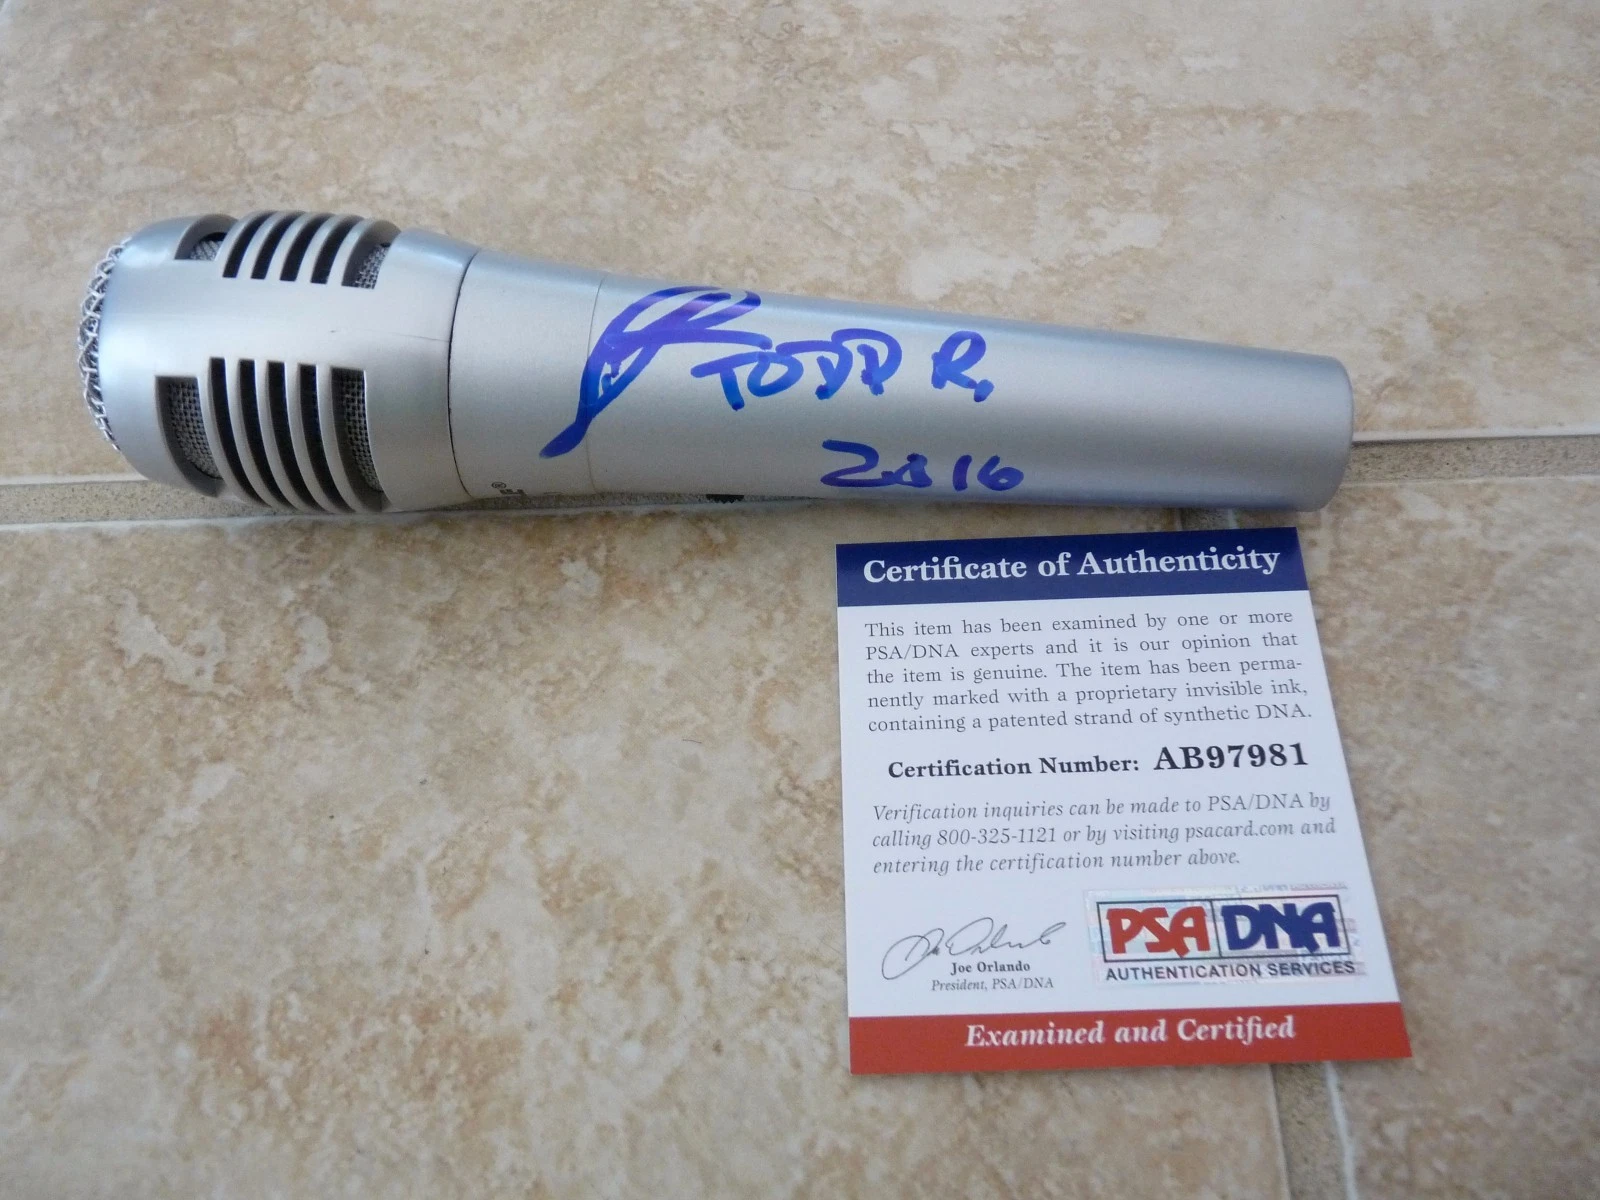 TODD R.
2016
E®
Certificate of Authenticity
This item has been examined by one or more
PSA/DNA experts and it is our opinion that
the item is genuine. The item has been perma-
nently marked with a proprietary invisible ink,
containing a patented strand of synthetic DNA.
Certification Number: AB97981
Verification inquiries can be made to PSA/DNA by
calling 800-325-1121 or by visiting psacard.com and
entering the certification number above.
Joe Orlando
President, PSA/DNA
PSA DNA
AUTHENTICATION SERVICES
Examined and Certified